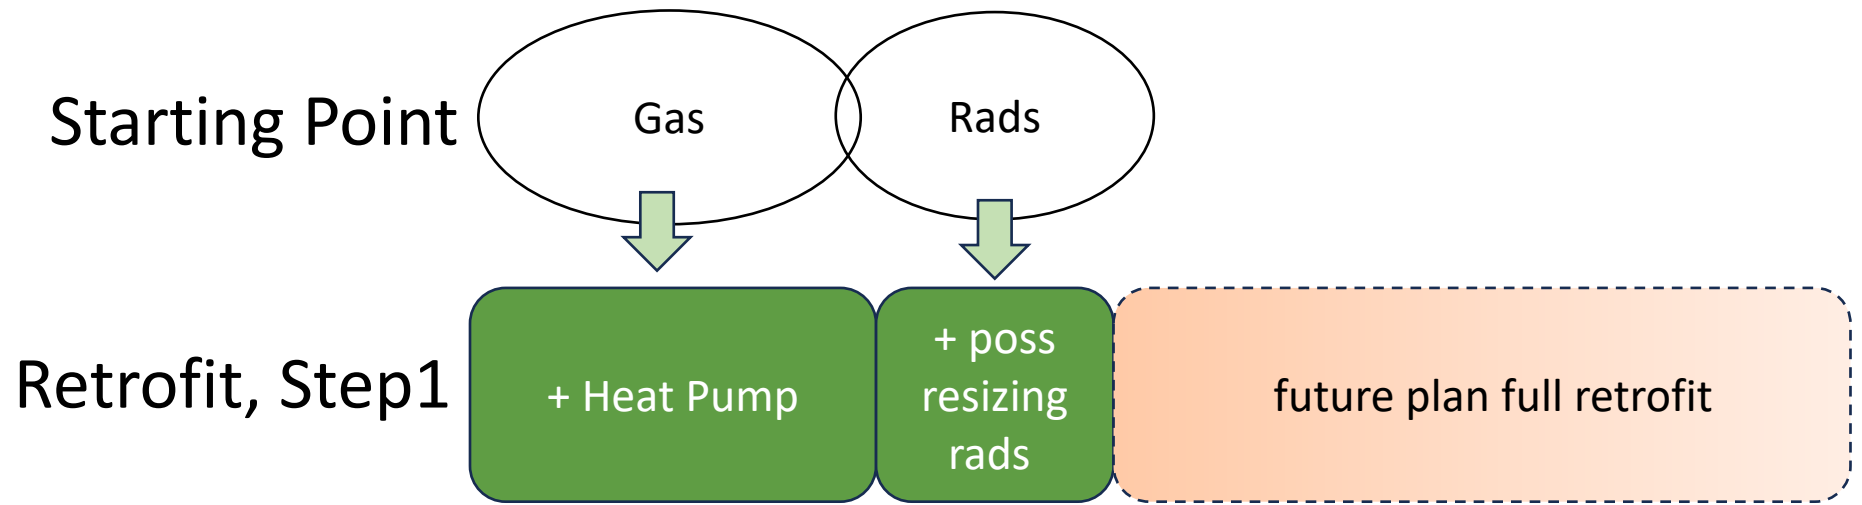 Starting Point
Gas
Rads
Retrofit, Step1
+ Heat Pump
+ poss
resizing
rads
future plan full retrofit